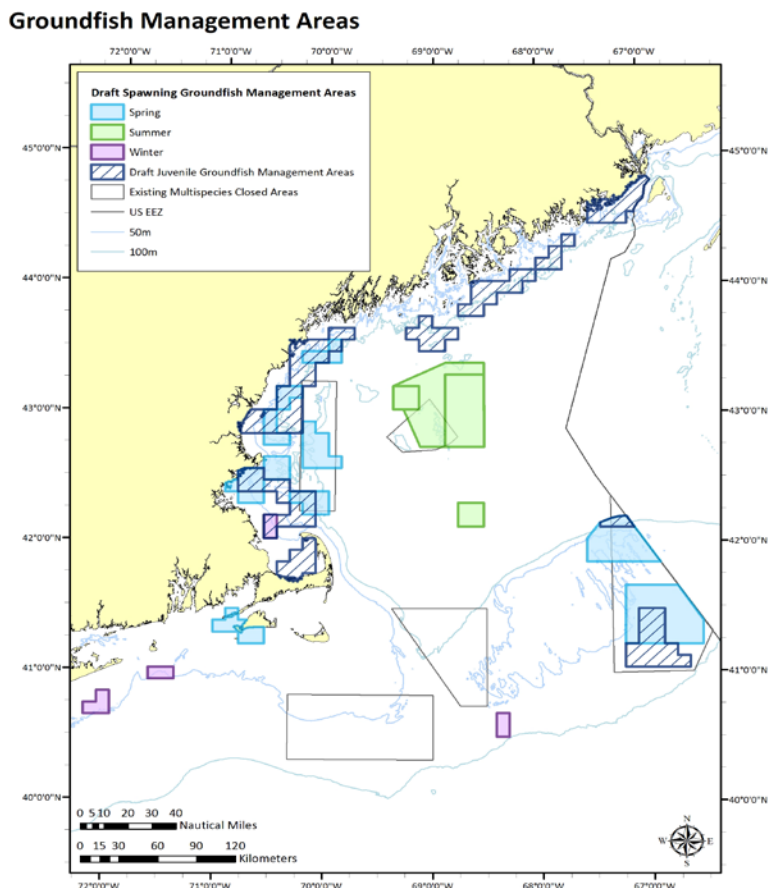 Groundfish Management Areas
72°0'0"W 71°0'0"W 70°0'0"W 69°0'0"W 68°0'0"W 67°0'0"W
Draft Spawning Groundfish Management Areas
Spring
Summer
Winter
Draft Juvenile Groundfish Management Areas
Existing Multispecies Closed Areas
US EEZ
50m
100m
45°0'0"N 45°0'0"N
44°0'0"N 44°0'0"N
43°0'0"N 43°0'0"N
42°0'0"N 42°0'0"N
41°0'0"N 41°0'0"N
40°0'0"N 40°0'0"N
0 5 10 20 30 40
Nautical Miles
0 15 30 60 90 120
Kilometers
N
W E
S
72°0'0"W 71°0'0"W 70°0'0"W 69°0'0"W 68°0'0"W 67°0'0"W